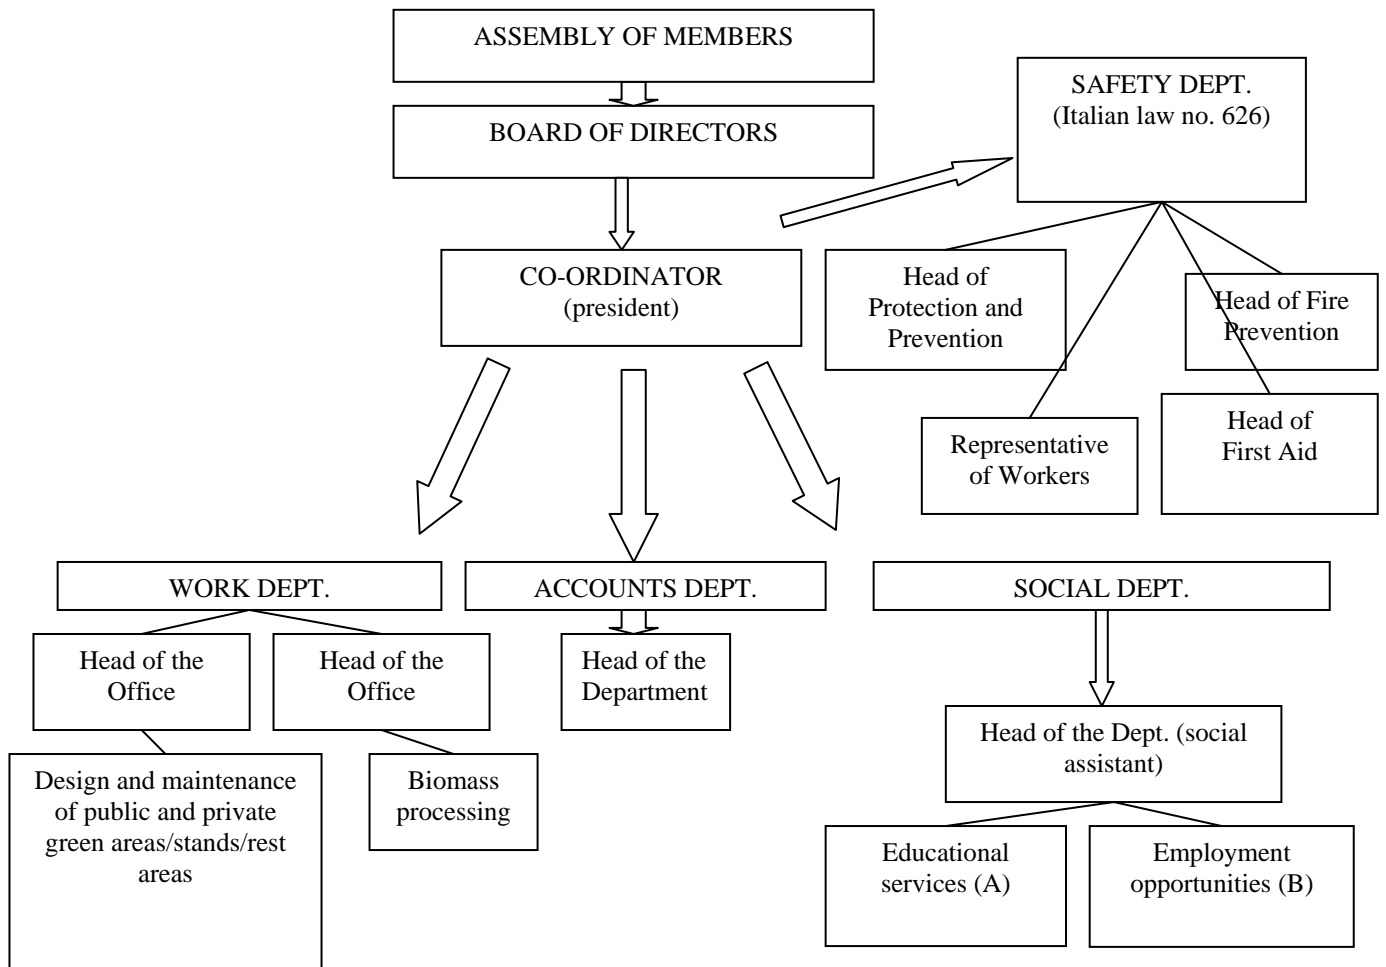 ASSEMBLY OF MEMBERS
BOARD OF DIRECTORS
SAFETY DEPT.
(Italian law no. 626)
CO-ORDINATOR
(president)
Head of
Protection and
Prevention
Head of Fire
Prevention
Representative
of Workers
Head of
First Aid
WORK DEPT.
ACCOUNTS DEPT.
SOCIAL DEPT.
Head of the
Office
Head of the
Office
Head of the
Department
Head of the Dept. (social
assistant)
Design and maintenance
of public and private
green areas/stands/rest
areas
Biomass
processing
Educational
services (A)
Employment
opportunities (B)